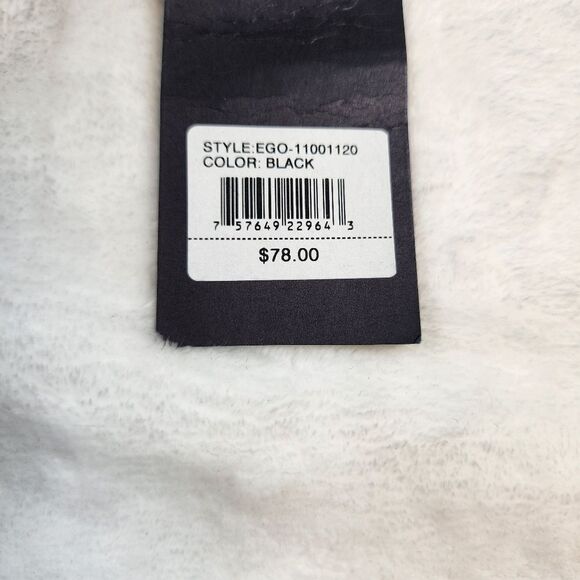 STYLE:EGO-11001120
COLOR: BLACK
7 57649 22964 3
$78.00